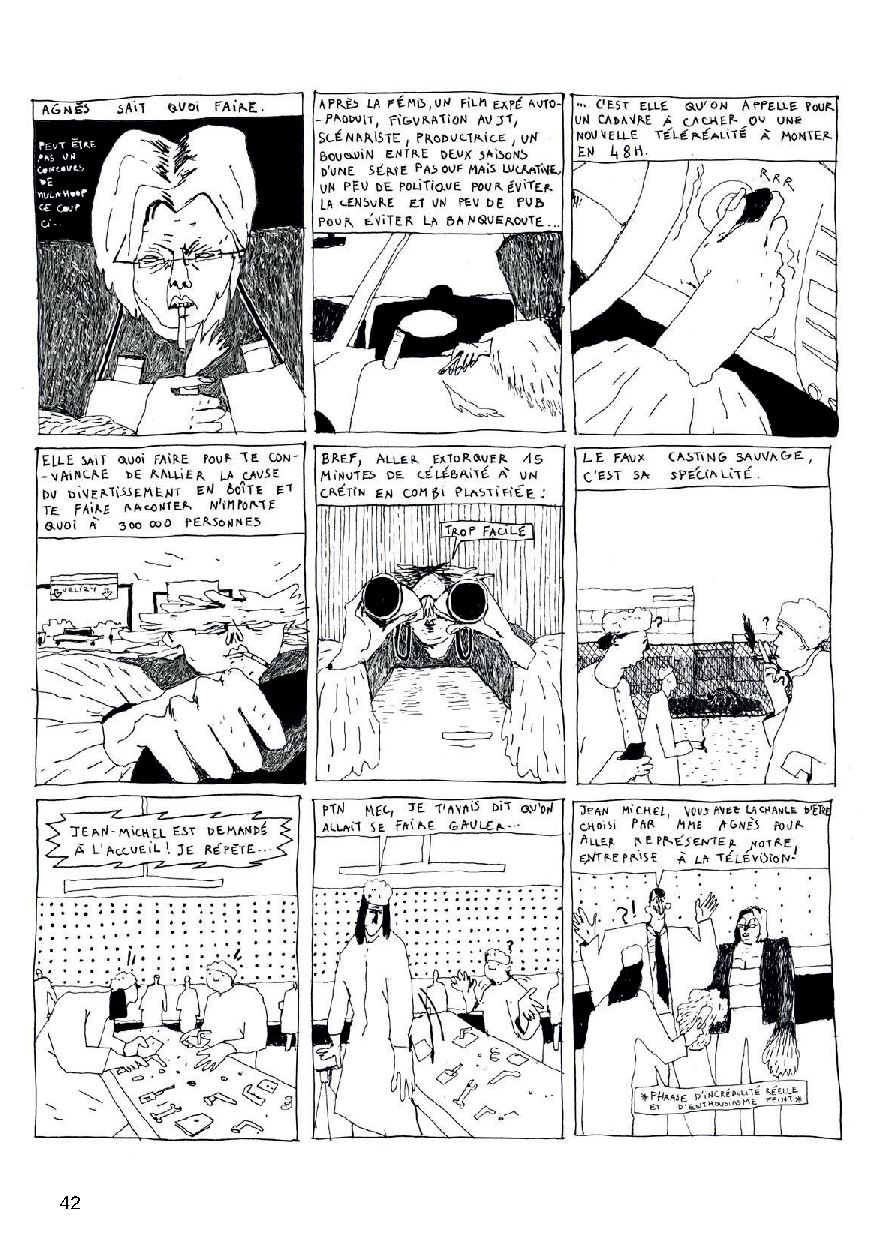 AGNÈS SAIT QUOI FAIRE.
PEUT ÊTRE
PAS UN
CONCOURS
DE
HULAHOOP
CE COUP
CI...
APRÈS LA FÉMIS, UN FILM EXPÉ AUTO-
-PRODUIT, FIGURATION AU JT,
SCÉNARISTE, PRODUCTRICE, UN
BOUQUIN ENTRE DEUX SAISONS
D'UNE SÉRIE PAS OUF MAIS LUCRATIVE,
UN PEU DE POLITIQUE POUR ÉVITER
LA CENSURE ET UN PEU DE PUB
POUR ÉVITER LA BANQUEROUTE...
... C'EST ELLE QU'ON APPELLE POUR
UN CADAVRE À CACHER OU UNE
NOUVELLE TÉLÉRÉALITÉ À MONTER
EN 48H.
RRR
ELLE SAIT QUOI FAIRE POUR TE CON-
-VAINCRE DE RALLIER LA CAUSE
DU DIVERTISSEMENT EN BOÎTE ET
TE FAIRE RACONTER N'IMPORTE
QUOI À 300 000 PERSONNES
BREF, ALLER EXTORQUER 15
MINUTES DE CÉLÉBRITÉ À UN
CRÉTIN EN COMBI PLASTIFIÉE :
TROP FACILE
LE FAUX CASTING SAUVAGE,
C'EST SA SPÉCIALITÉ.
?
?
JEAN-MICHEL EST DEMANDÉ
À L'ACCUEIL! JE RÉPÈTE...
!!
!!
PTN MEC, JE T'AVAIS DIT QU'ON
ALLAIT SE FAIRE GAULER...
?
JEAN MICHEL, VOUS AVEZ LA CHANCE D'ÊTRE
CHOISI PAR MME AGNÈS POUR
ALLER REPRÉSENTER NOTRE
ENTREPRISE À LA TÉLÉVISION!
?!
*PHRASE D'INCRÉDULITÉ RÉELLE
ET D'ENTHOUSIASME FEINT*
42